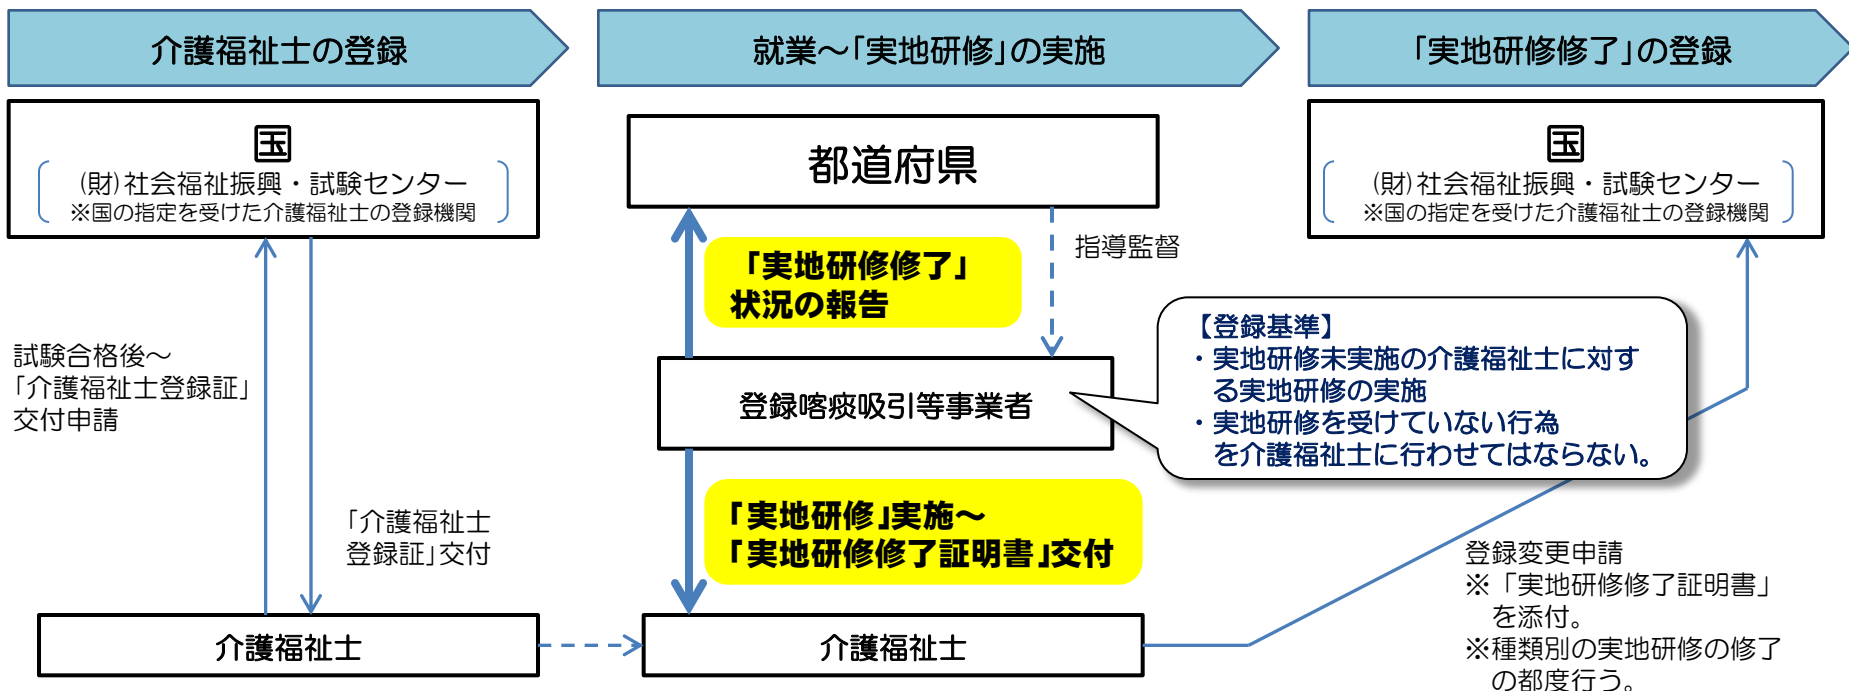 介護福祉士の登録
就業～「実地研修」の実施
「実地研修修了」の登録
国
(財)社会福祉振興・試験センター
※国の指定を受けた介護福祉士の登録機関
試験合格後～
「介護福祉士登録証」
交付申請
「介護福祉士
登録証」交付
介護福祉士
都道府県
「実地研修修了」
状況の報告
指導監督
登録喀痰吸引等事業者
【登録基準】
・実地研修未実施の介護福祉士に対す
る実地研修の実施
・実地研修を受けていない行為
を介護福祉士に行わせてはならない。
「実地研修」実施～
「実地研修修了証明書」交付
介護福祉士
国
(財)社会福祉振興・試験センター
※国の指定を受けた介護福祉士の登録機関
登録変更申請
※「実地研修修了証明書」
を添付。
※種類別の実地研修の修了
の都度行う。